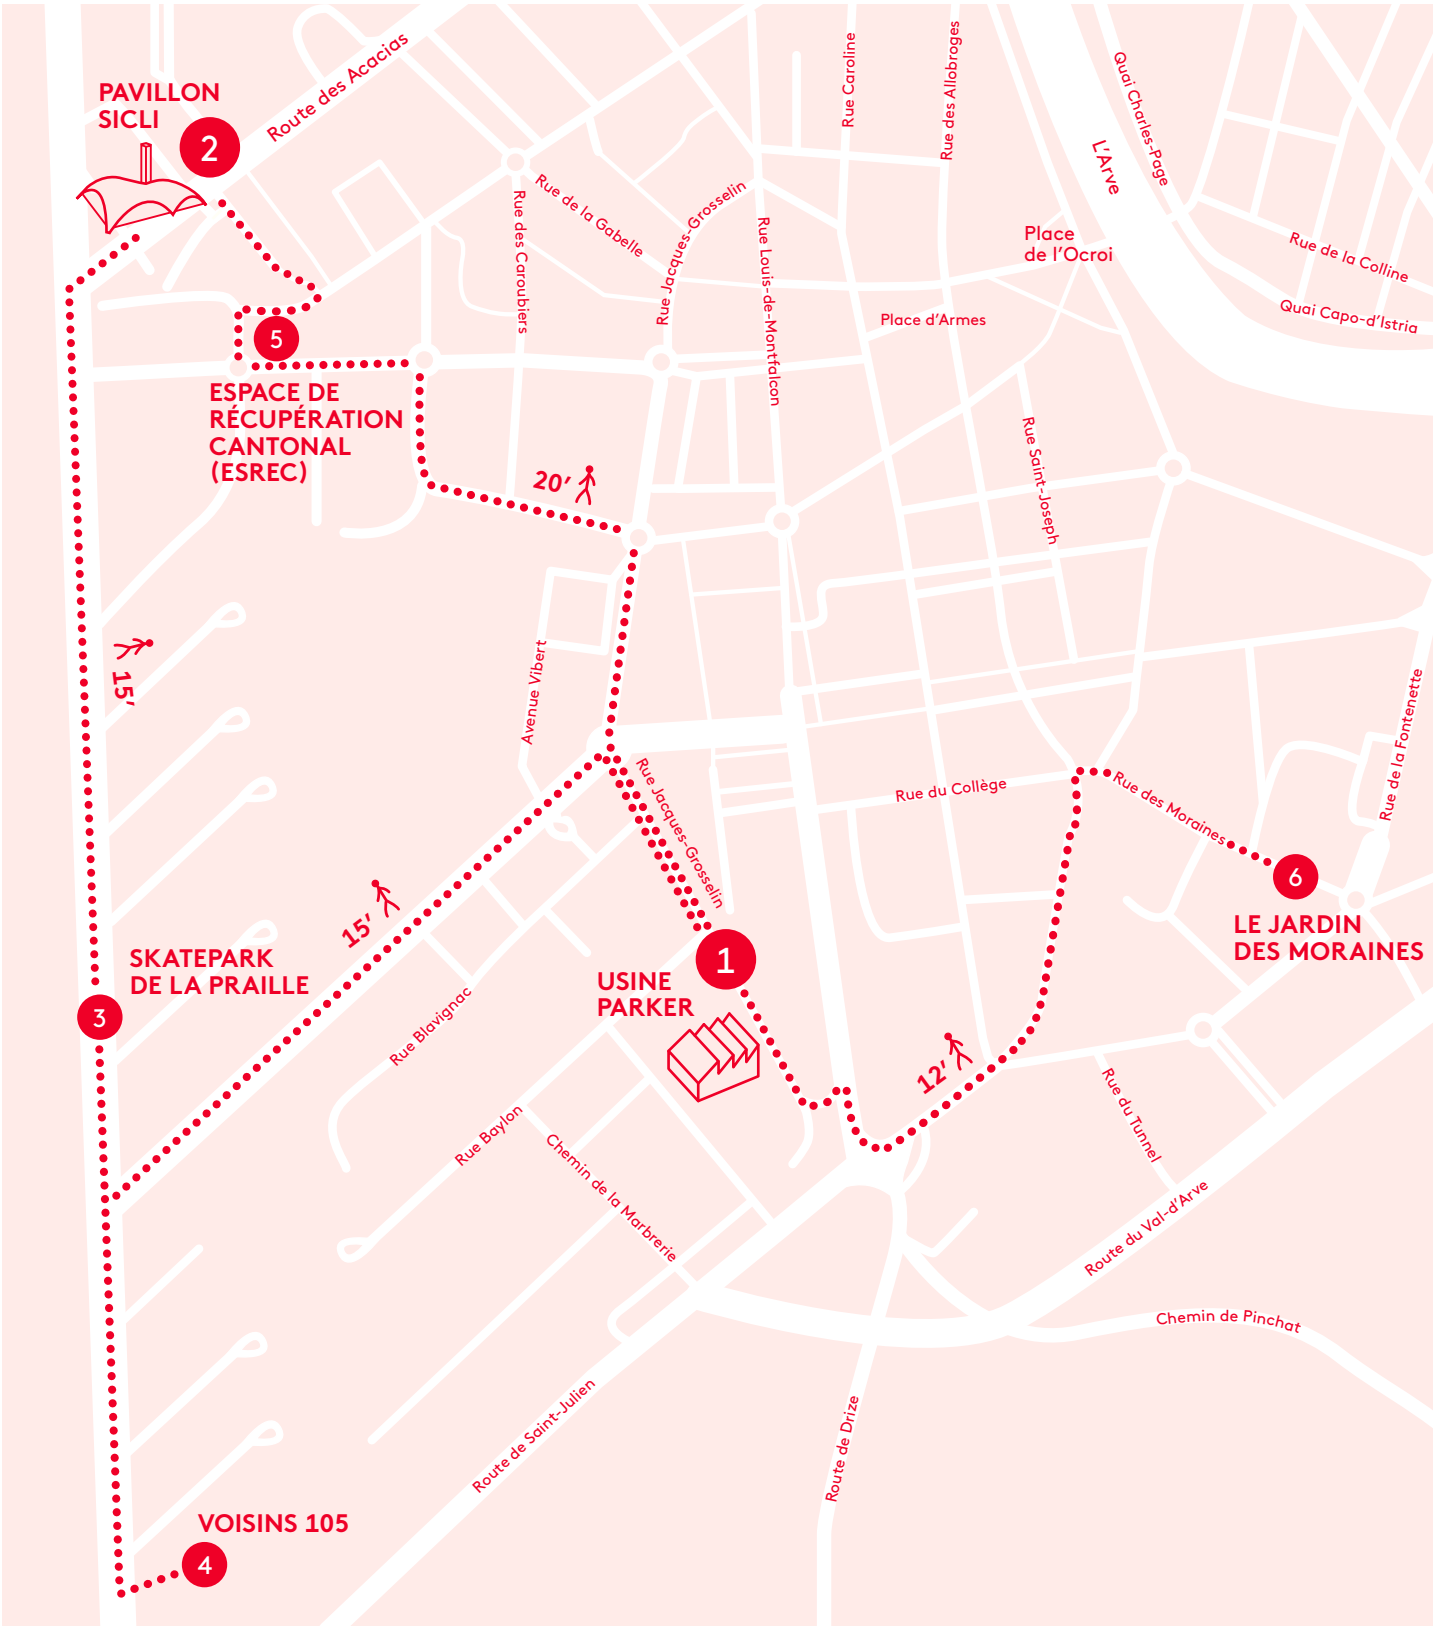 PAVILLON
SICLI
2
Route des Acacias
Rue Caroline
Rue des Allobroges
Quai Charles-Page
L'Arve
Rue de la Gabelle
Rue des Caroubiers
Rue Jacques-Grosselin
Rue Louis-de-Montfalcon
Place
de l'Ocroi
Rue de la Colline
Quai Capo-d'Istria
Place d'Armes
5
ESPACE DE
RÉCUPÉRATION
CANTONAL
(ESREC)
20'
Rue Saint-Joseph
15'
Avenue Vibert
Rue Jacques-Grosselin
Rue du Collège
Rue des Moraines
Rue de la Fontenette
6
LE JARDIN
DES MORAINES
15'
SKATEPARK
DE LA PRAILLE
3
1
USINE
PARKER
Rue Blavignac
12'
Rue Baylon
Chemin de la Marbrerie
Rue du Tunnel
Route du Val-d'Arve
Chemin de Pinchat
Route de Saint-Julien
Route de Drize
VOISINS 105
4